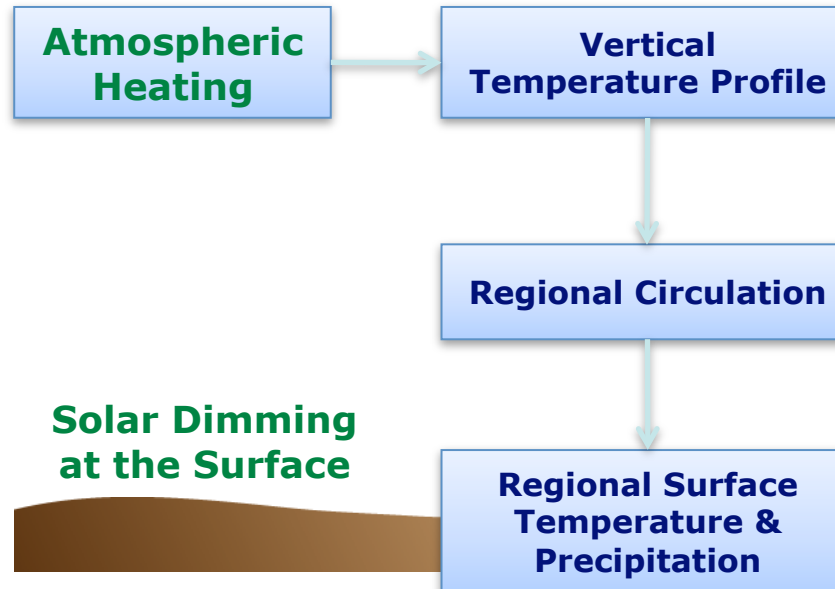 Atmospheric
Heating
Vertical
Temperature Profile
Regional Circulation
Solar Dimming
at the Surface
Regional Surface
Temperature &
Precipitation